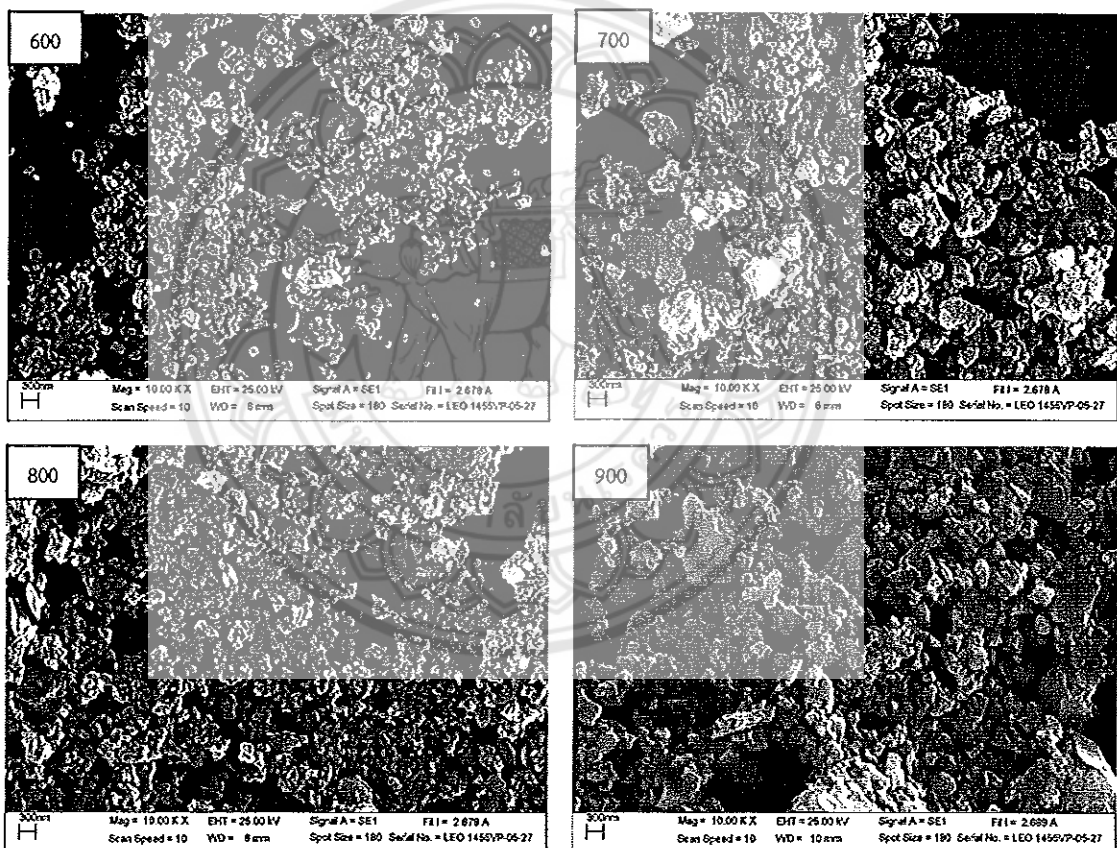 600
300nm
Mag = 10.00 K X EHT = 25.00 kV Signal A = SE1 Fil I = 2.678 A
Scan Speed = 10 WD = 8 mm Spot Size = 180 Serial No. = LEO 1455VP-05-27
700
300nm
Mag = 10.00 K X EHT = 25.00 kV Signal A = SE1 Fil I = 2.678 A
Scan Speed = 10 WD = 8 mm Spot Size = 180 Serial No. = LEO 1455VP-05-27
800
300nm
Mag = 10.00 K X EHT = 25.00 kV Signal A = SE1 Fil I = 2.679 A
Scan Speed = 10 WD = 8 mm Spot Size = 180 Serial No. = LEO 1455VP-05-27
900
300nm
Mag = 10.00 K X EHT = 25.00 kV Signal A = SE1 Fil I = 2.689 A
Scan Speed = 10 WD = 10 mm Spot Size = 180 Serial No. = LEO 1455VP-05-27